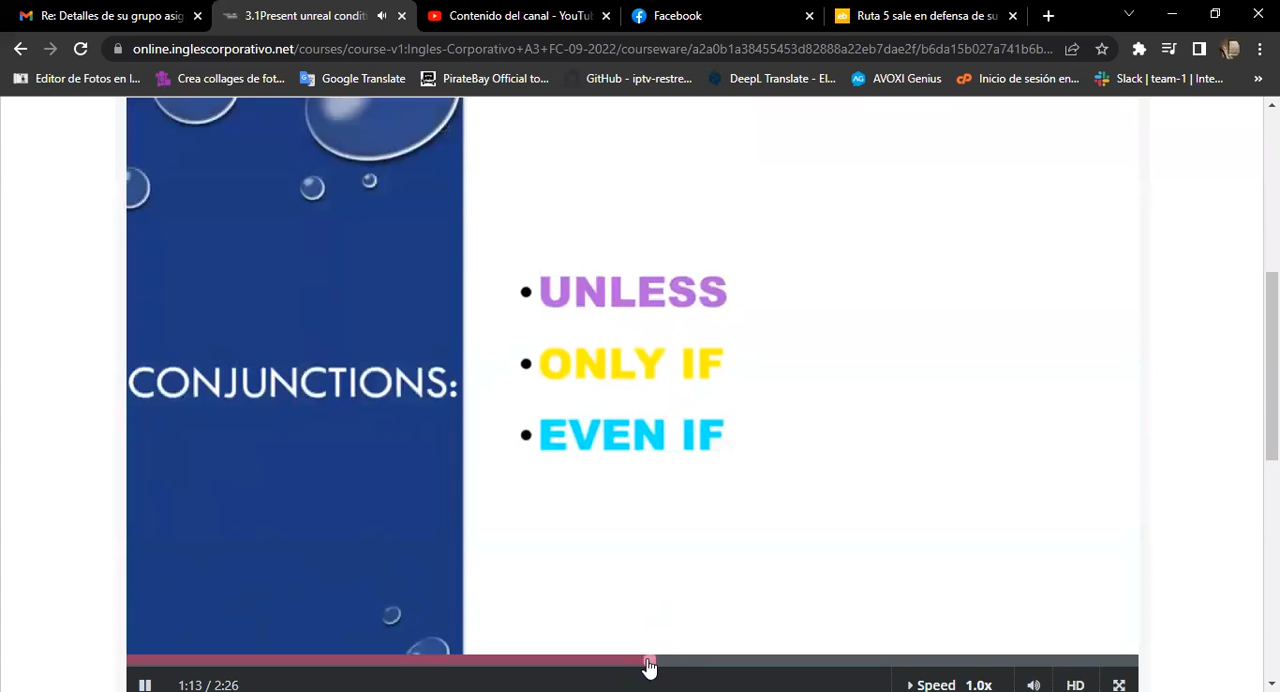 Re: Detalles de su grupo asig
3.1Present unreal conditi
Contenido del canal - YouTu
Facebook
Ruta 5 sale en defensa de su
online.inglescorporativo.net/courses/course-v1:Ingles-Corporativo+A3+FC-09-2022/courseware/a2a0b1a38455453d82888a22eb7dae2f/b6da15b027a741b6b...
Editor de Fotos en l...
Crea collages de fot...
Google Translate
PirateBay Official to...
GitHub - iptv-restre...
DeepL Translate - El...
AVOXI Genius
Inicio de sesión en...
Slack | team-1 | Inte...
»
CONJUNCTIONS:
• UNLESS
• ONLY IF
• EVEN IF
1:13 / 2:26
Speed 1.0x
HD